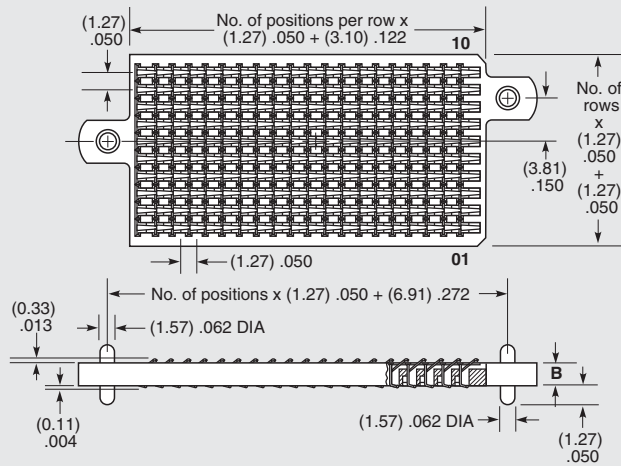 No. of positions per row x
(1.27) .050 + (3.10) .122
(1.27)
.050
10
No. of
rows
x
(1.27)
.050
+
(1.27)
.050
(3.81)
.150
01
(1.27) .050
No. of positions x (1.27) .050 + (6.91) .272
(0.33)
.013
(1.57) .062 DIA
B
(0.11)
.004
(1.57) .062 DIA
(1.27)
.050